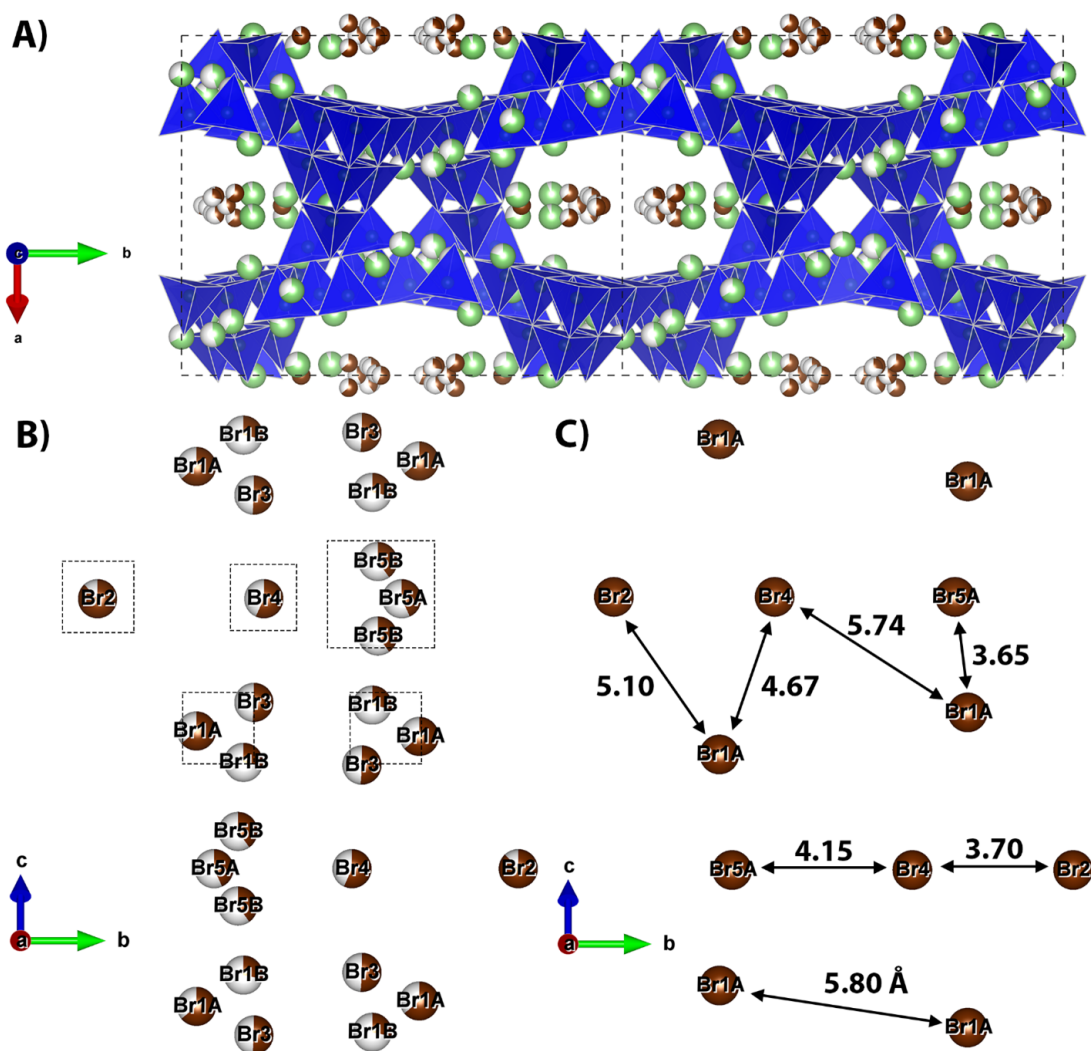 A)
c b
a
B) C)
Br1B Br3 Br1A
Br1A Br1A
Br3 Br1B Br1A
Br5B
Br2 Br4 Br5A Br2 Br4 Br5A
Br5B 5.74
5.10 4.67 3.65
Br3 Br1B
Br1A Br1A Br1A
Br1B Br3 Br1A
Br5B
c Br5A Br4 Br2 c Br5A 4.15 Br4 3.70 Br2
Br5B
a b a b
Br1B Br3 Br1A
Br1A Br1A 5.80 Å
Br3 Br1B Br1A